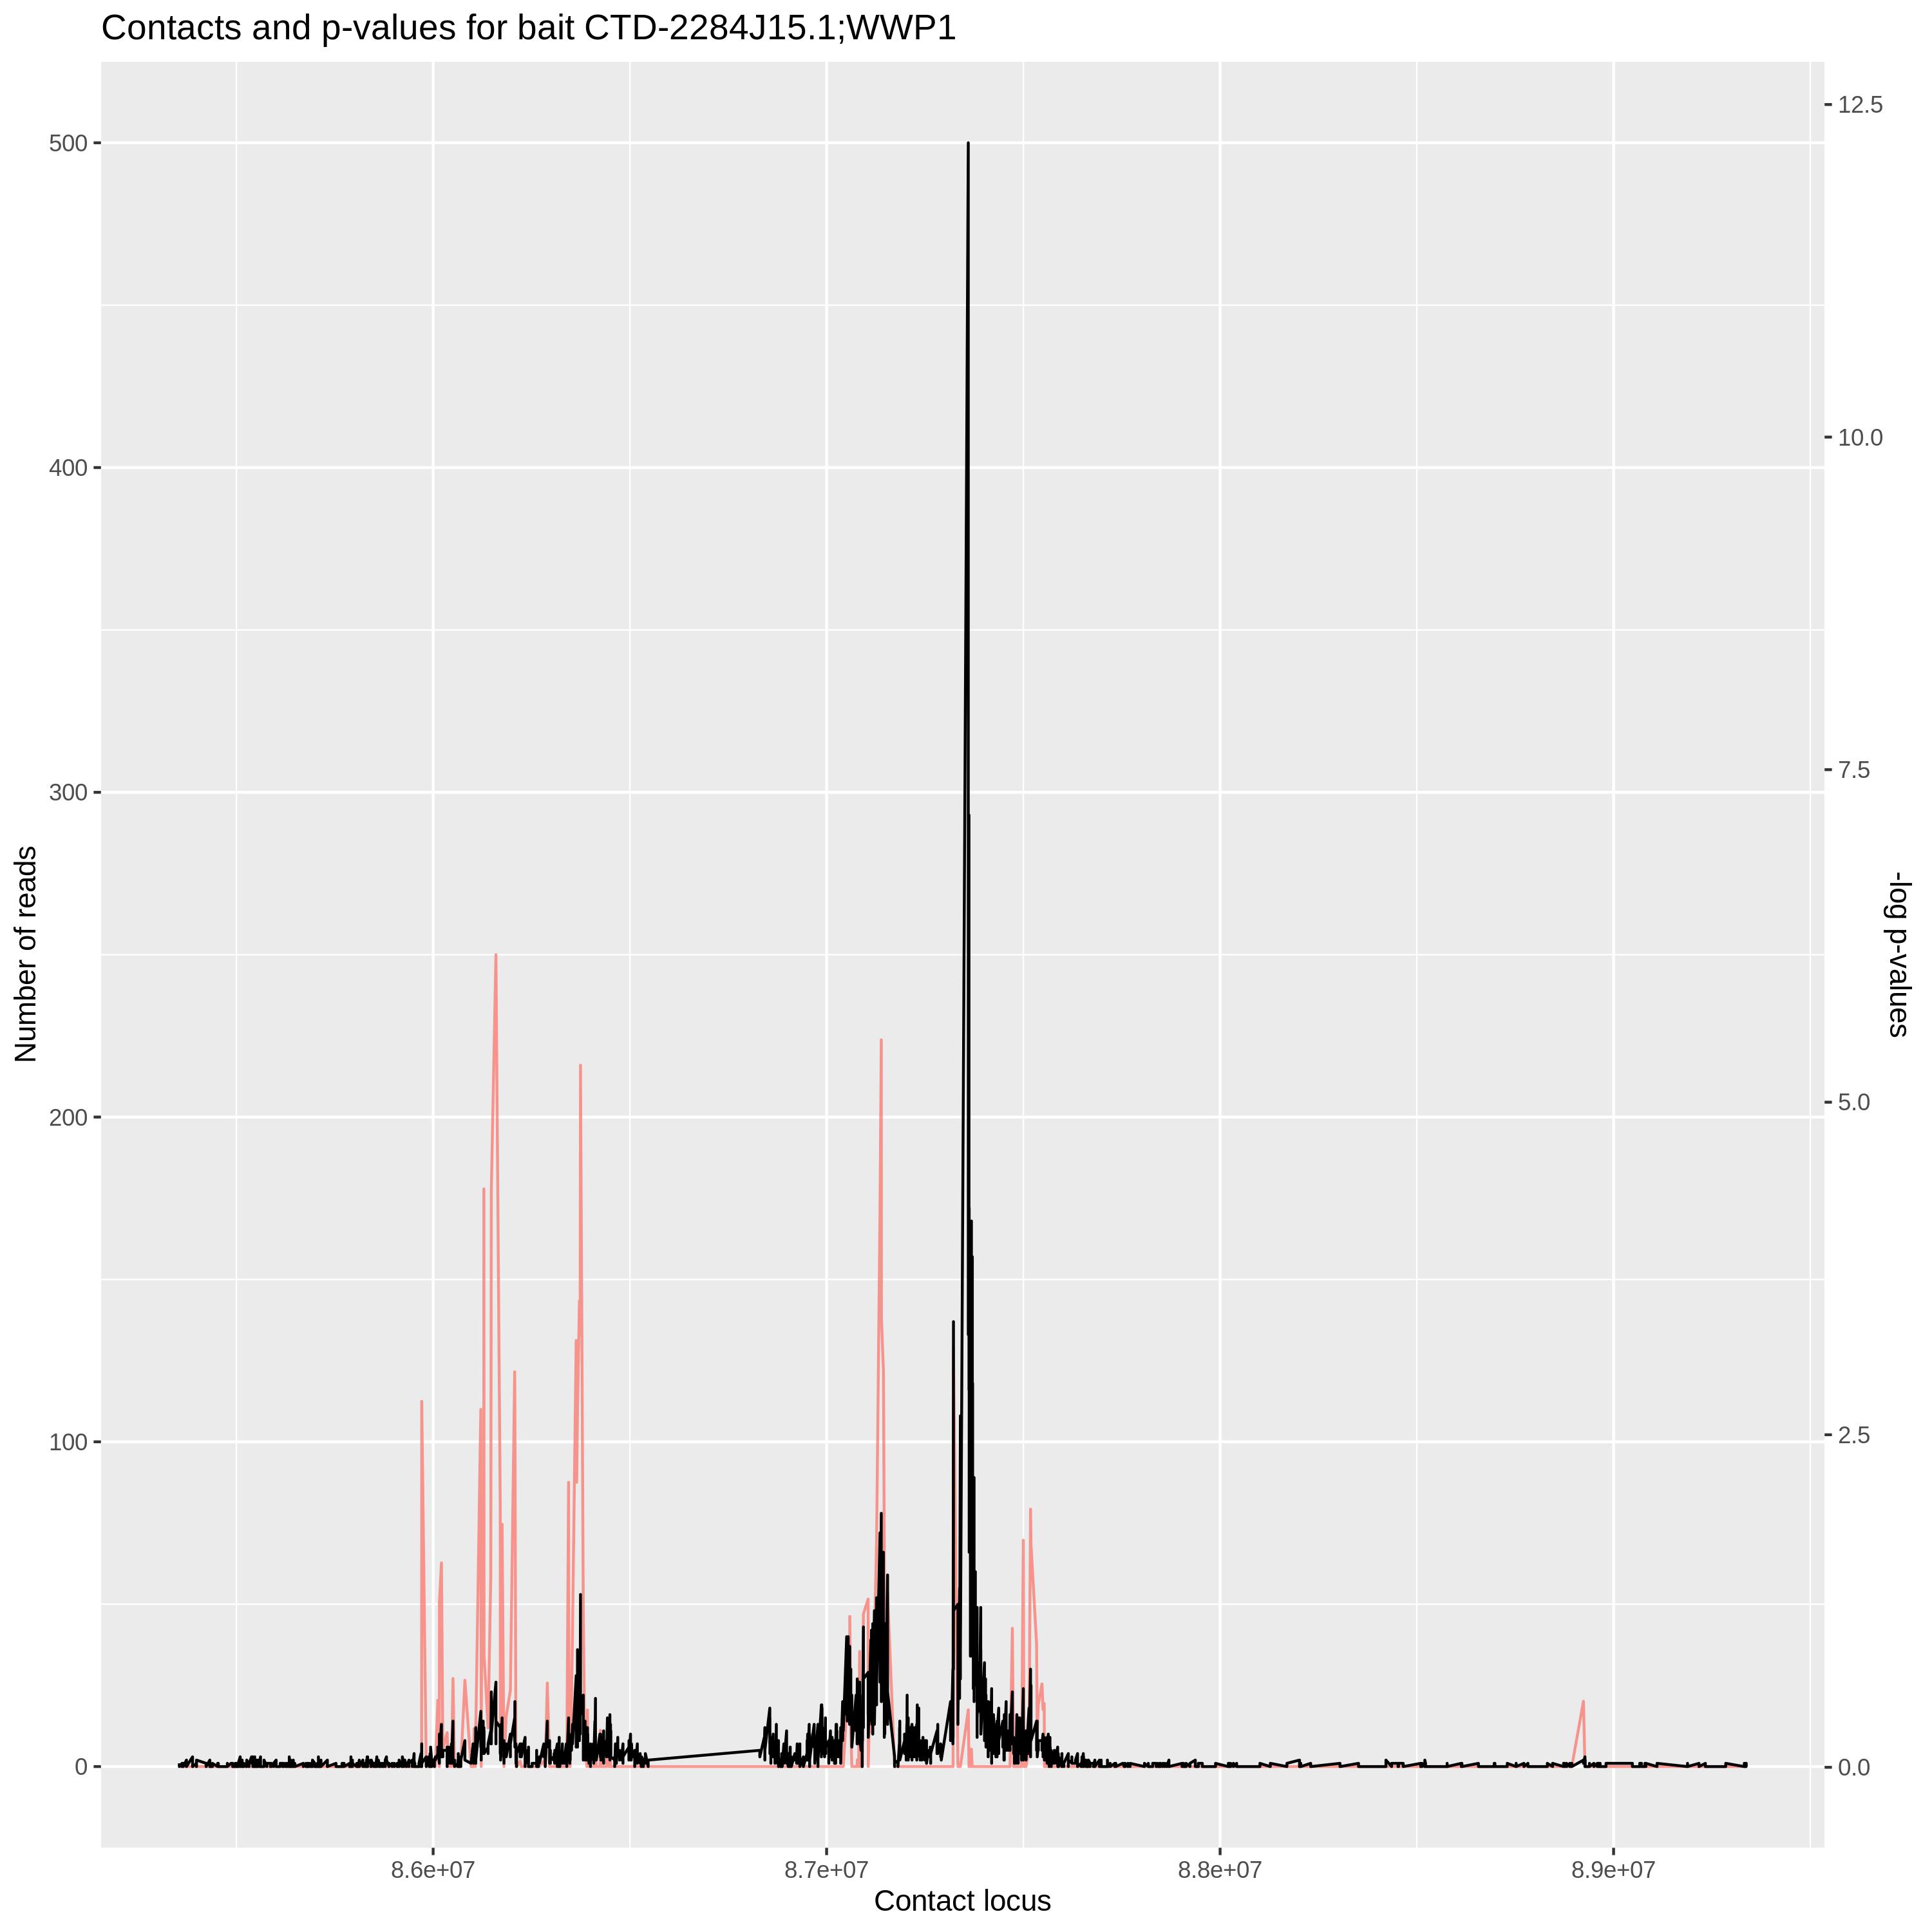 Contacts and p-values for bait CTD-2284J15.1;WWP1
Number of reads
500
400
300
200
100
0
12.5
10.0
7.5
5.0
2.5
0.0
-log p-values
8.6e+07
8.7e+07
8.8e+07
8.9e+07
Contact locus